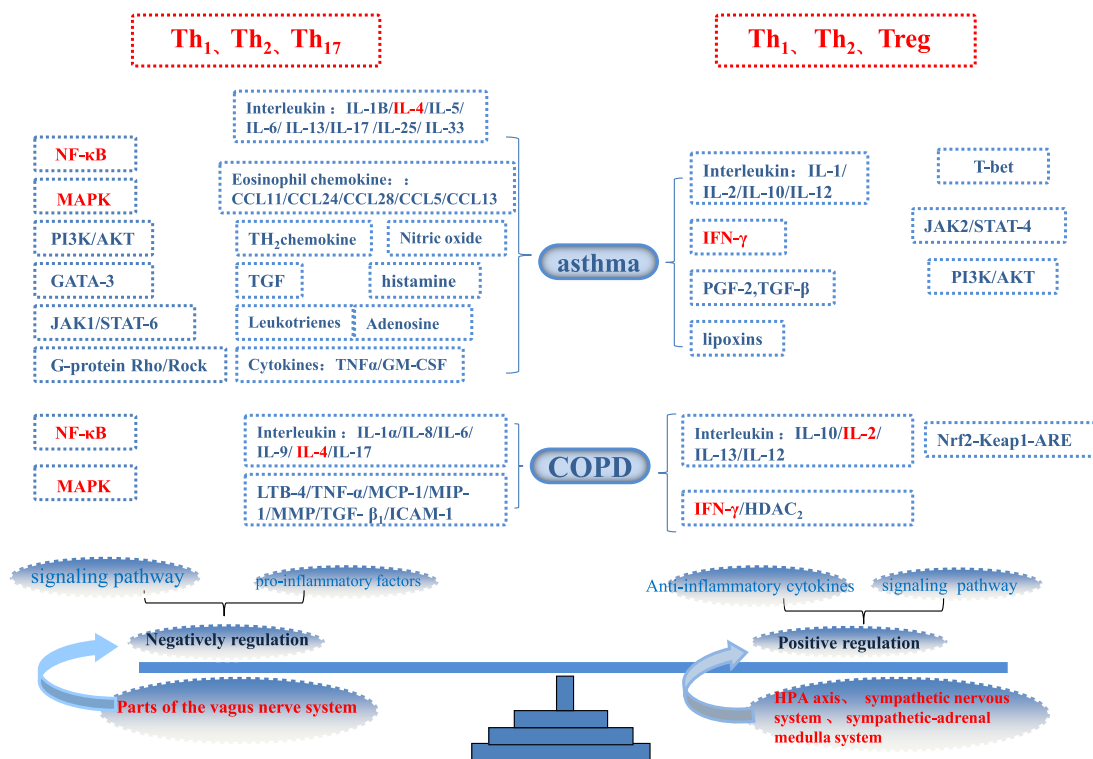 Th1、Th2、Th17
Th1、Th2、Treg
Interleukin： IL-1B/IL-4/IL-5/
IL-6/ IL-13/IL-17 /IL-25/ IL-33
NF-κB
MAPK
Eosinophil chemokine：：
CCL11/CCL24/CCL28/CCL5/CCL13
PI3K/AKT
TH2chemokine
Nitric oxide
GATA-3
TGF
histamine
JAK1/STAT-6
Leukotrienes
Adenosine
G-protein Rho/Rock
Cytokines：TNFα/GM-CSF
asthma
Interleukin： IL-1/
IL-2/IL-10/IL-12
T-bet
IFN-γ
JAK2/STAT-4
PGF-2,TGF-β
PI3K/AKT
lipoxins
NF-κB
MAPK
Interleukin： IL-1α/IL-8/IL-6/
IL-9/ IL-4/IL-17
LTB-4/TNF-α/MCP-1/MIP-
1/MMP/TGF- β1/ICAM-1
COPD
Interleukin： IL-10/IL-2/
IL-13/IL-12
Nrf2-Keap1-ARE
IFN-γ/HDAC2
signaling pathway
pro-inflammatory factors
Anti-inflammatory cytokines
signaling pathway
Negatively regulation
Positive regulation
Parts of the vagus nerve system
HPA axis、 sympathetic nervous
system 、 sympathetic-adrenal
medulla system